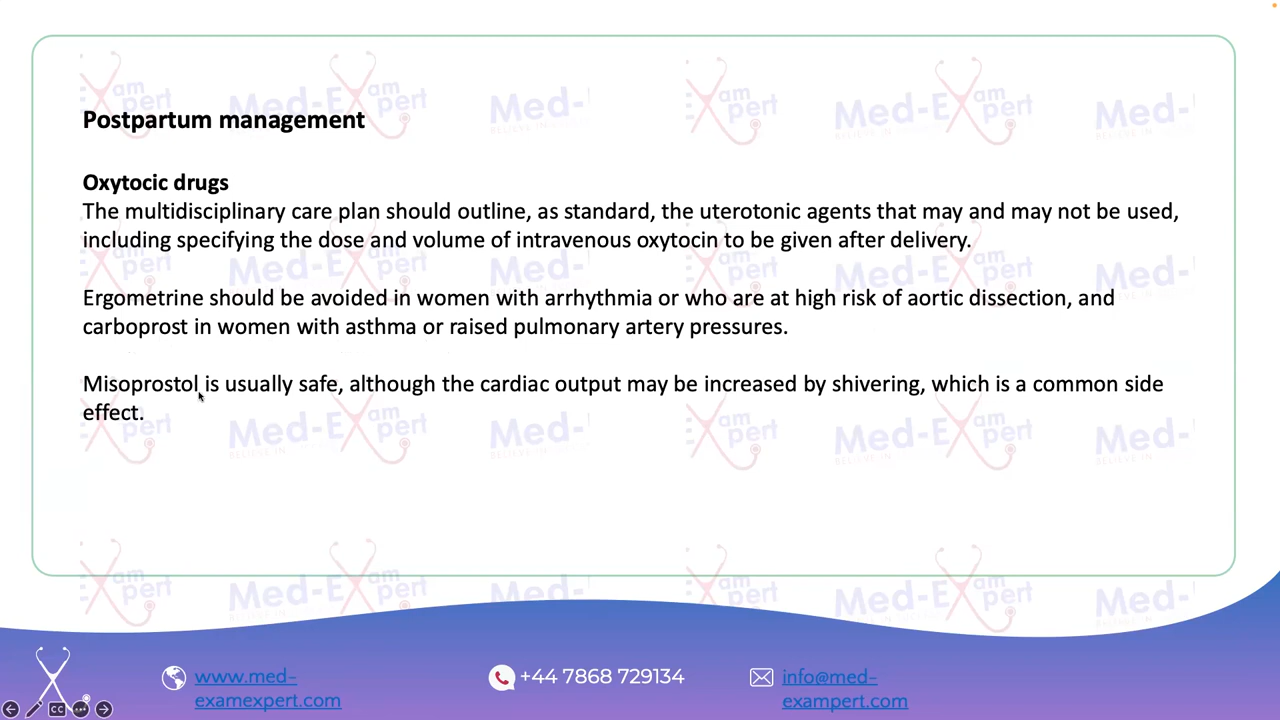 Postpartum management
Oxytocic drugs
The multidisciplinary care plan should outline, as standard, the uterotonic agents that may and may not be used,
including specifying the dose and volume of intravenous oxytocin to be given after delivery.
Ergometrine should be avoided in women with arrhythmia or who are at high risk of aortic dissection, and
carboprost in women with asthma or raised pulmonary artery pressures.
Misoprostol is usually safe, although the cardiac output may be increased by shivering, which is a common side
effect.
www.med-
examexpert.com
+44 7868 729134
info@med-
exampert.com
CC